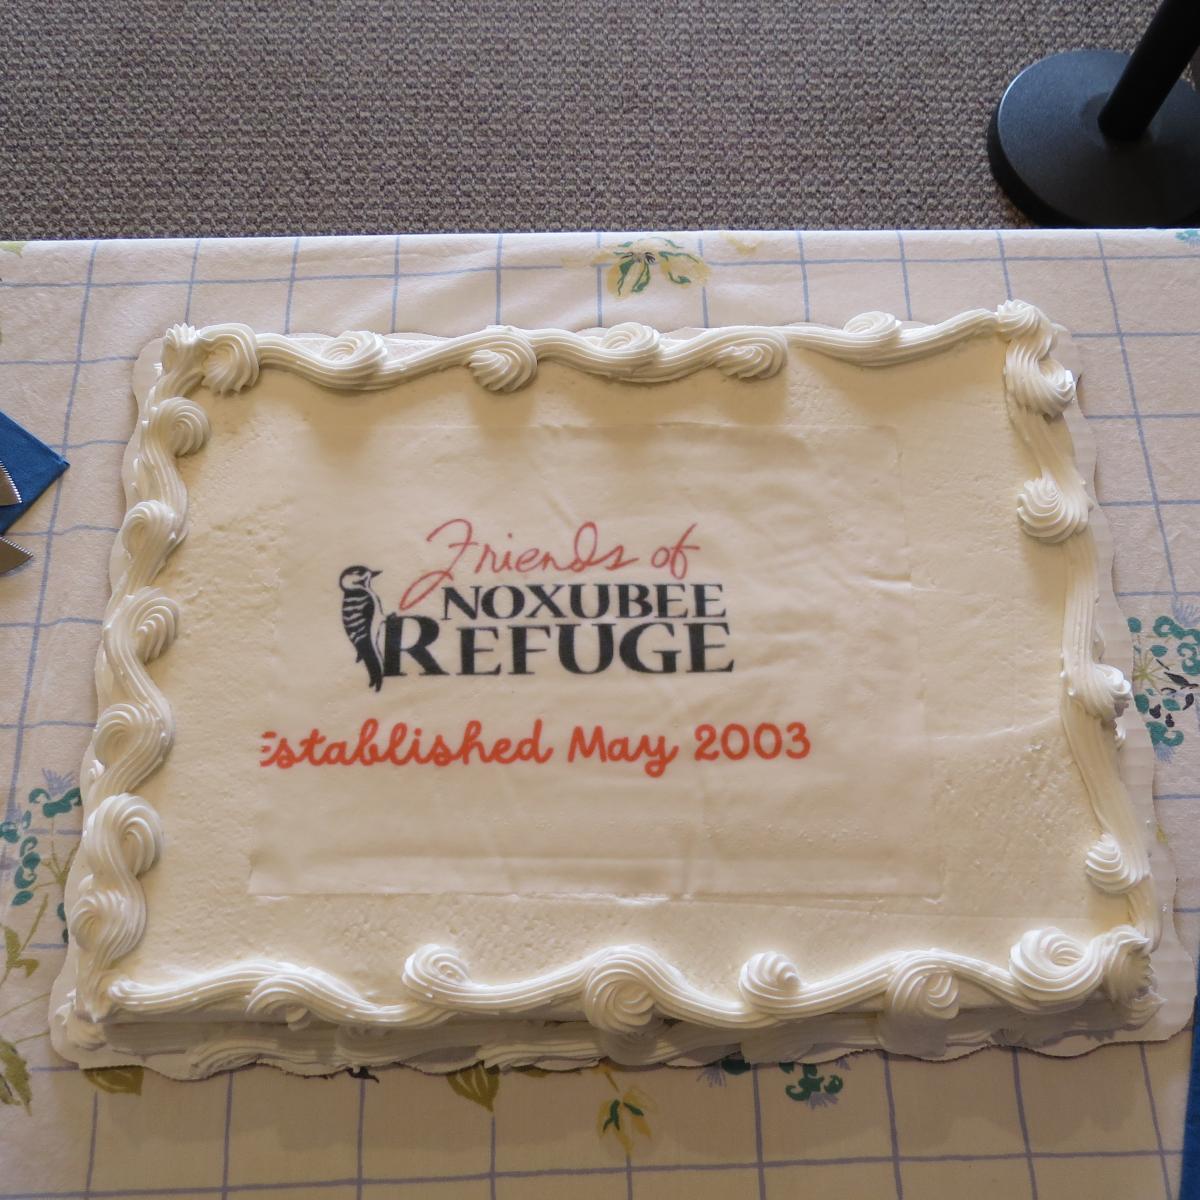 Friends of
NOXUBEE
REFUGE
Established May 2003